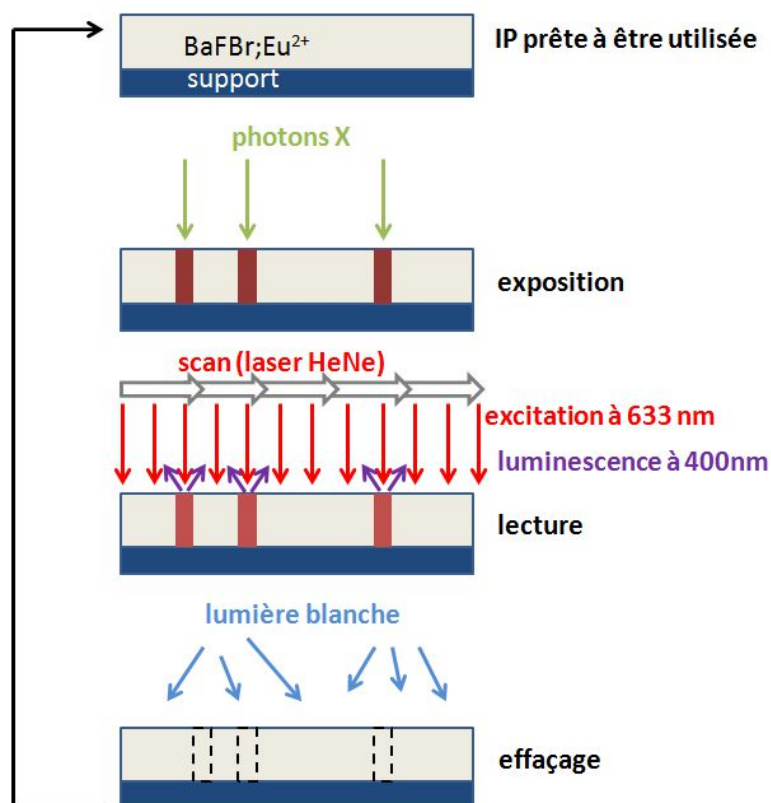 BaFBr;Eu²⁺
support
IP prête à être utilisée
photons X
exposition
scan (laser HeNe)
excitation à 633 nm
luminescence à 400nm
lecture
lumière blanche
effaçage